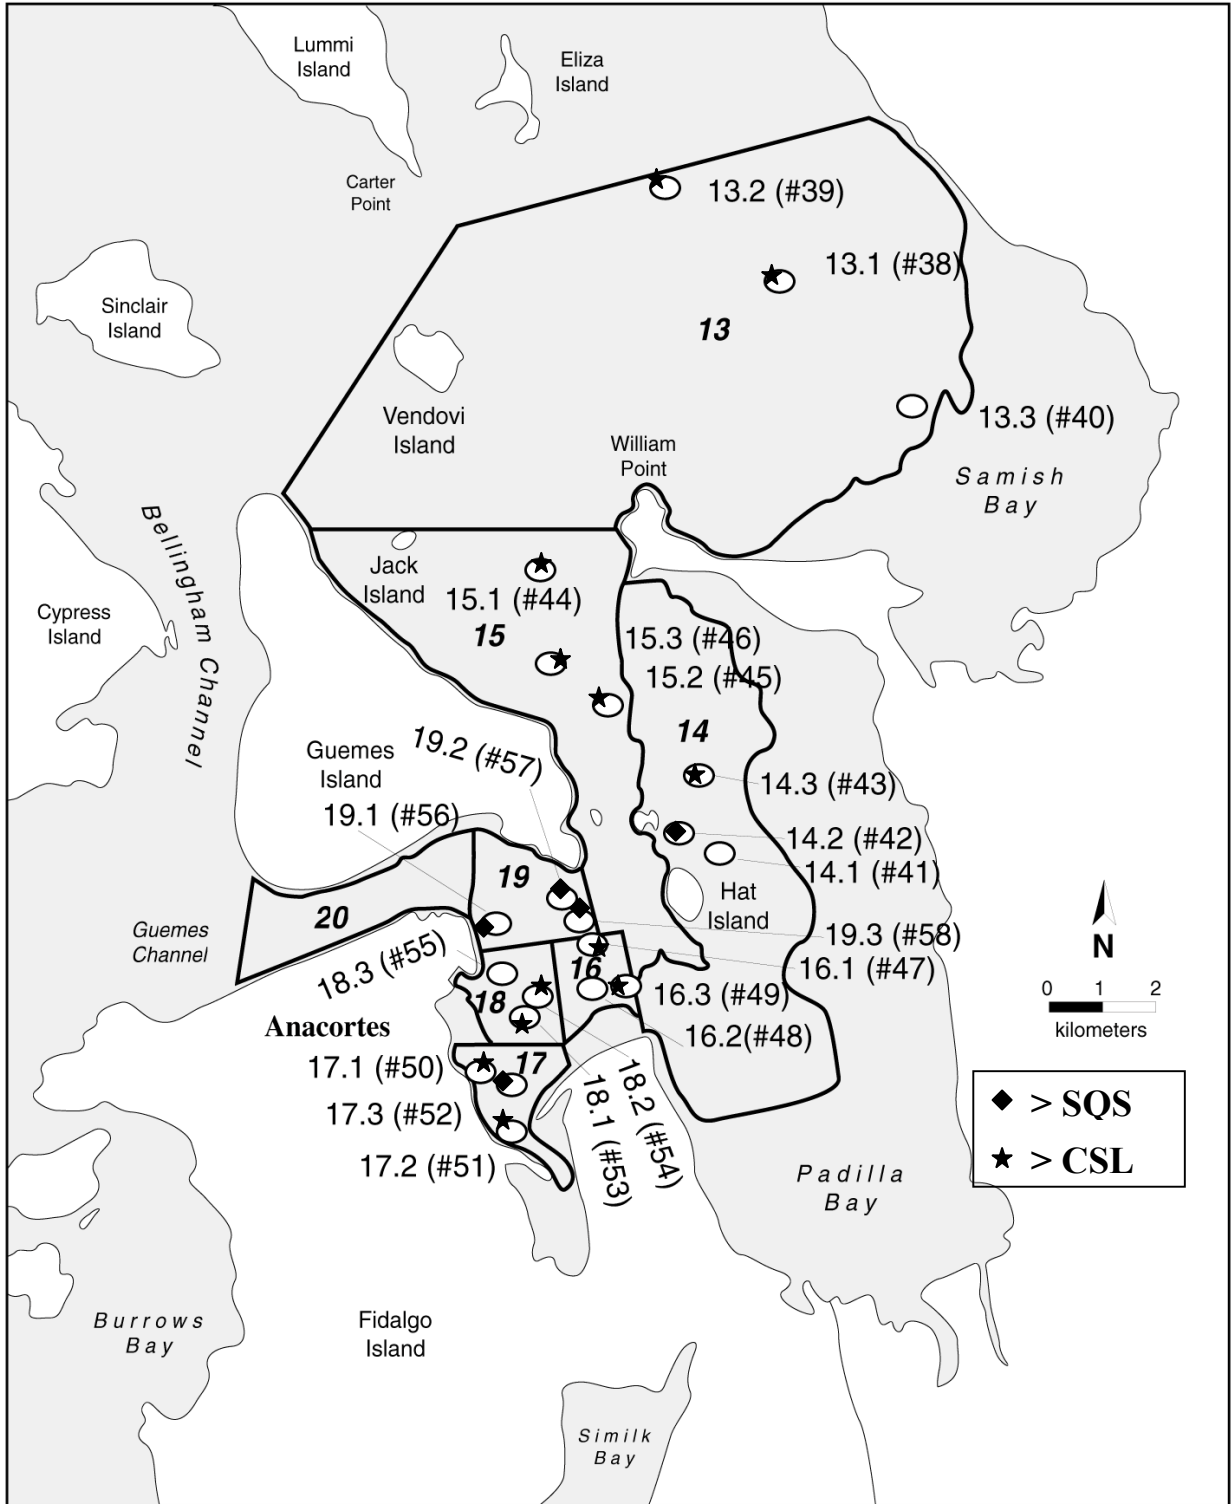 Lummi
Island
Eliza
Island
Carter
Point
13.2 (#39)
13.1 (#38)
Sinclair
Island
13
Vendovi
Island
13.3 (#40)
William
Point
Samish
Bay
Bellingham Channel
Jack
Island
15.1 (#44)
Cypress
Island
15
15.3 (#46)
15.2 (#45)
14
19.2 (#57)
Guemes
Island
14.3 (#43)
19.1 (#56)
14.2 (#42)
14.1 (#41)
19
Hat
Island
20
Guemes
Channel
19.3 (#58)
N
18.3 (#55)
16
16.1 (#47)
18
16.3 (#49)
0 1 2
kilometers
Anacortes
16.2(#48)
17.1 (#50)
17
18.2 (#54)
18.1 (#53)
17.3 (#52)
> SQS
> CSL
17.2 (#51)
Padilla
Bay
Burrows
Bay
Fidalgo
Island
Similk
Bay